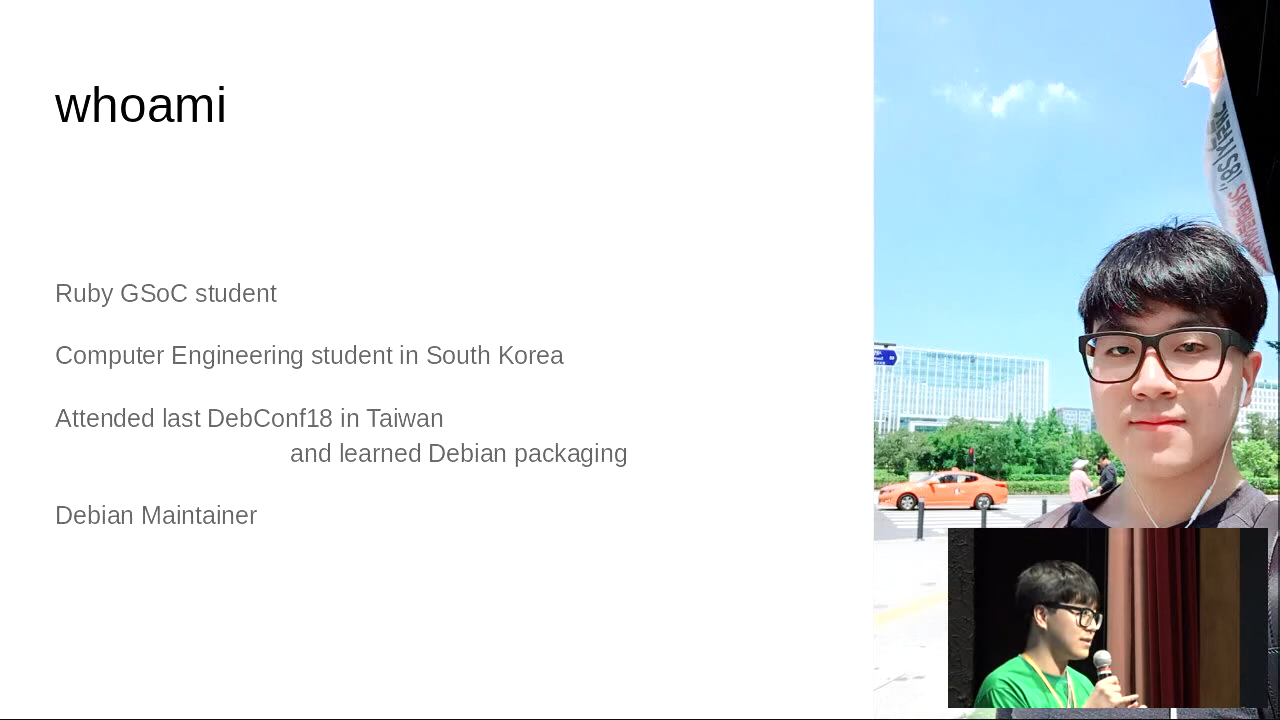 whoami
Ruby GSoC student
Computer Engineering student in South Korea
Attended last DebConf18 in Taiwan
and learned Debian packaging
Debian Maintainer